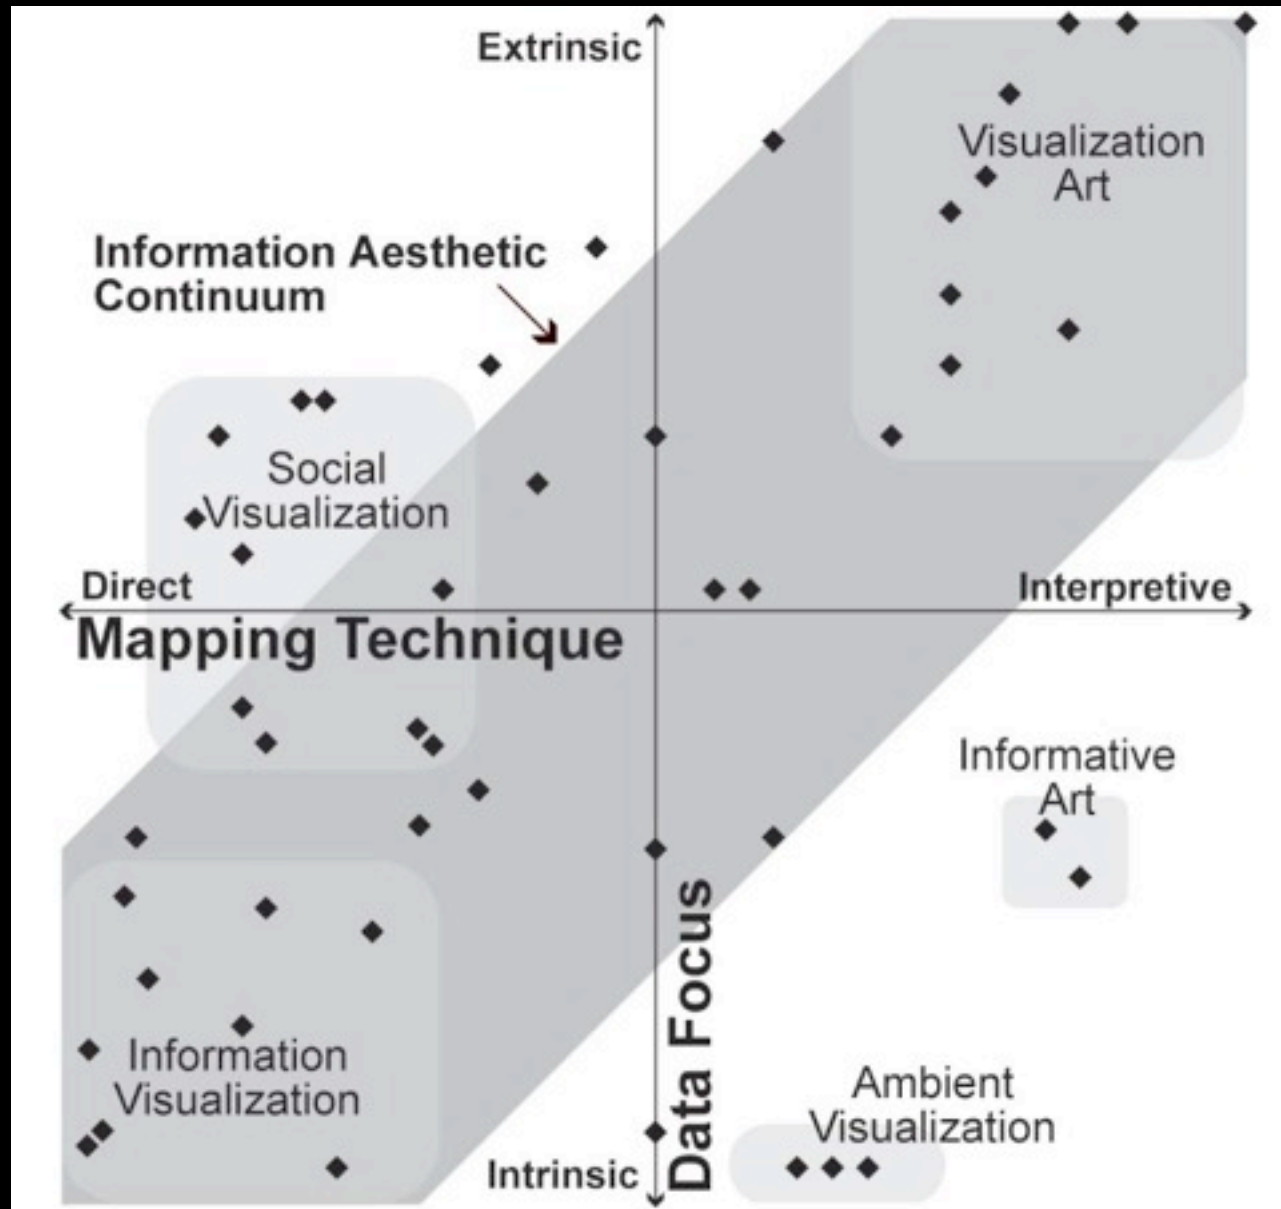 Extrinsic
Visualization
Art
Information Aesthetic
Continuum
Social
Visualization
Direct
Interpretive
Mapping Technique
Informative
Art
Data Focus
Information
Visualization
Ambient
Visualization
Intrinsic